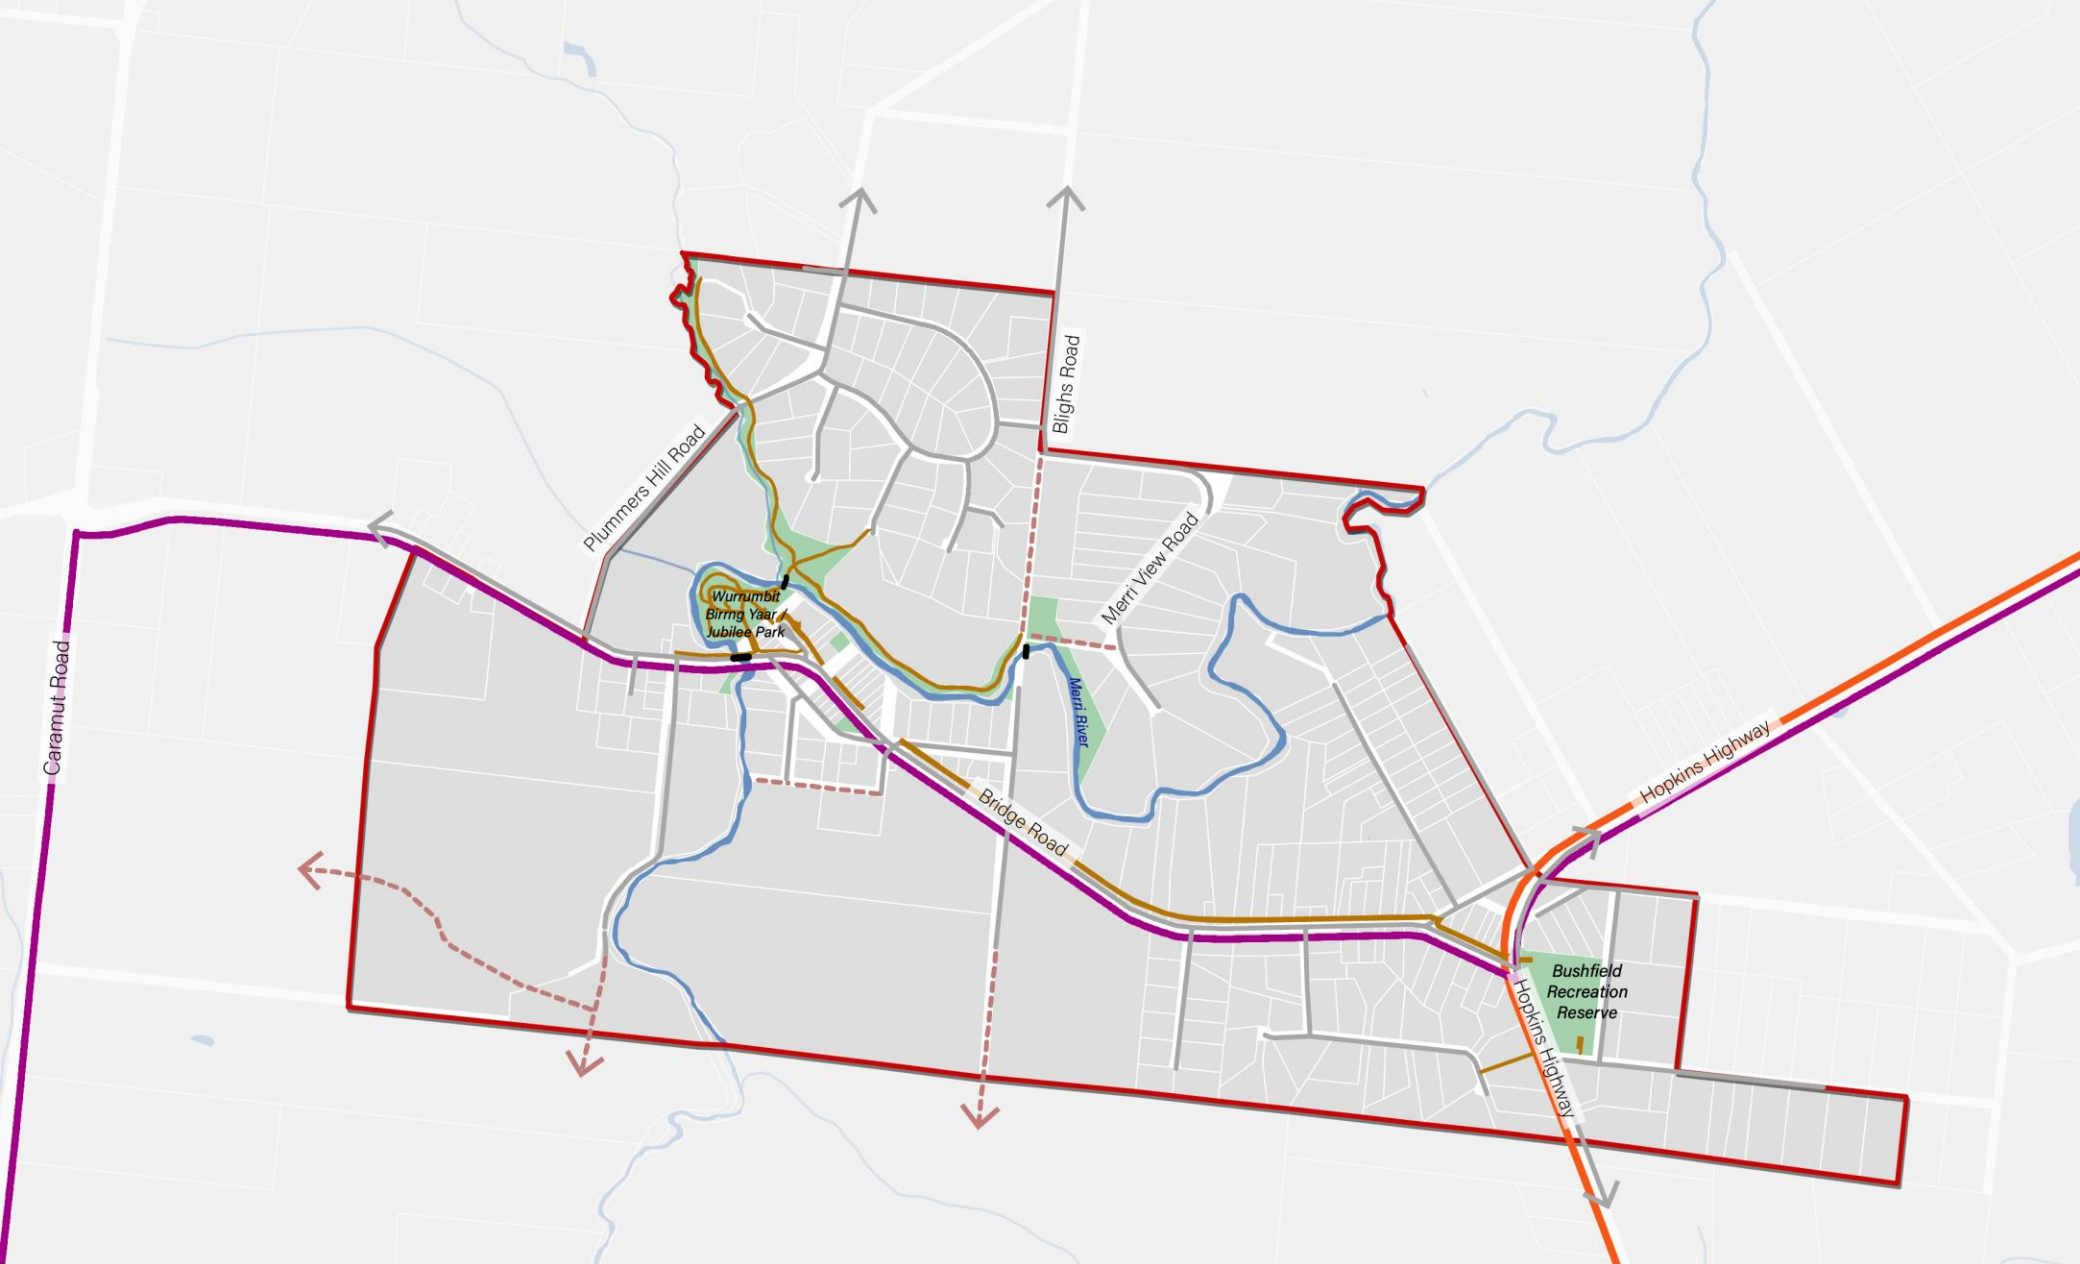 Blighs Road
Plummers Hill Road
Merri View Road
Wurrumbit
Birrng Yaar
Jubilee Park
Caramut Road
Merri River
Hopkins Highway
Bridge Road
Bushfield
Recreation
Reserve
Hopkins Highway